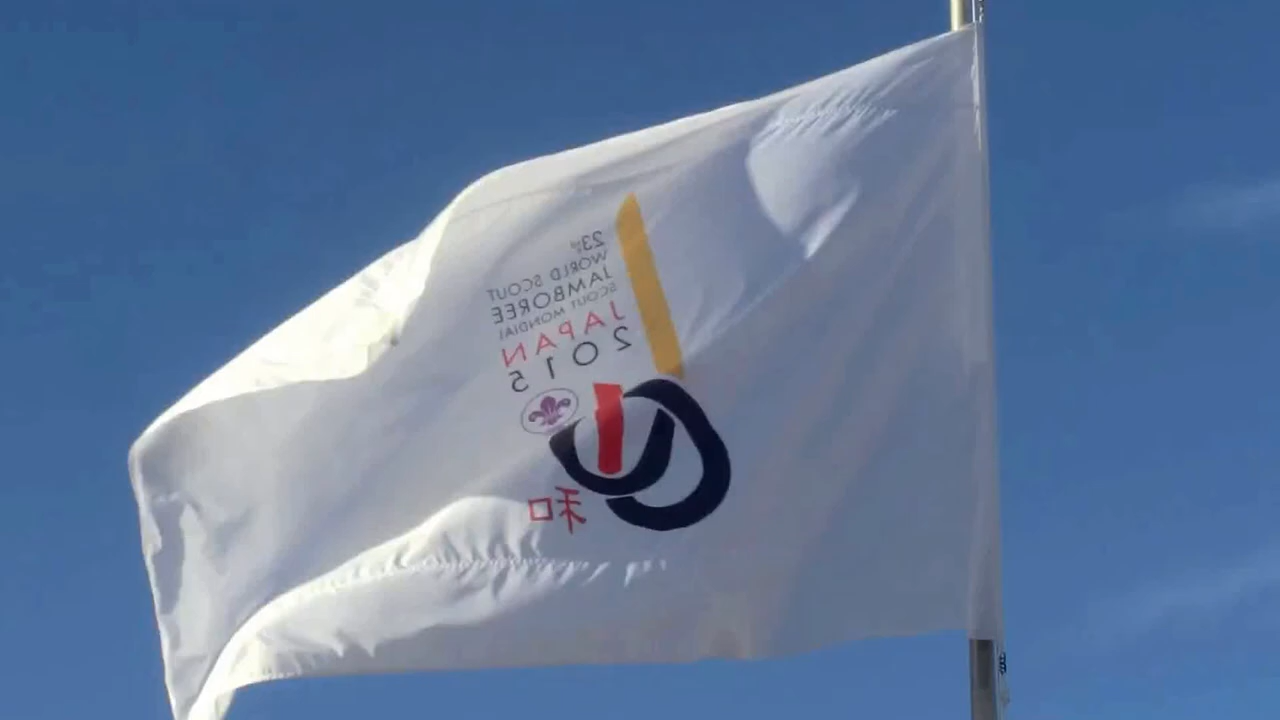 23rd
WORLD SCOUT
JAMBOREE
SCOUT MONDIAL
JAPAN
2015
和